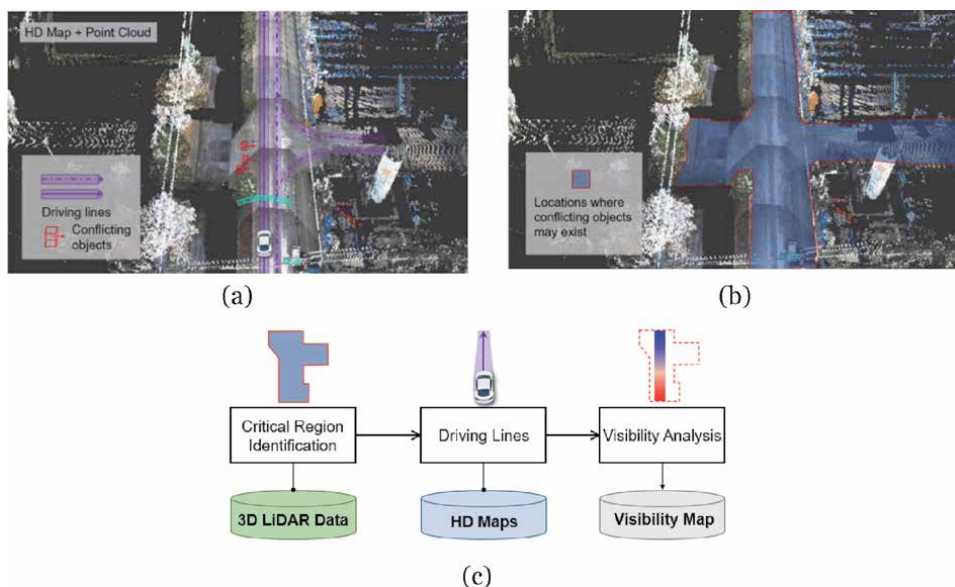 HD Map + Point Cloud
Driving lines
Conflicting
objects
Locations where
conflicting objects
may exist
(a)
(b)
Critical Region
Identification
Driving Lines
Visibility Analysis
3D LiDAR Data
HD Maps
Visibility Map
(c)